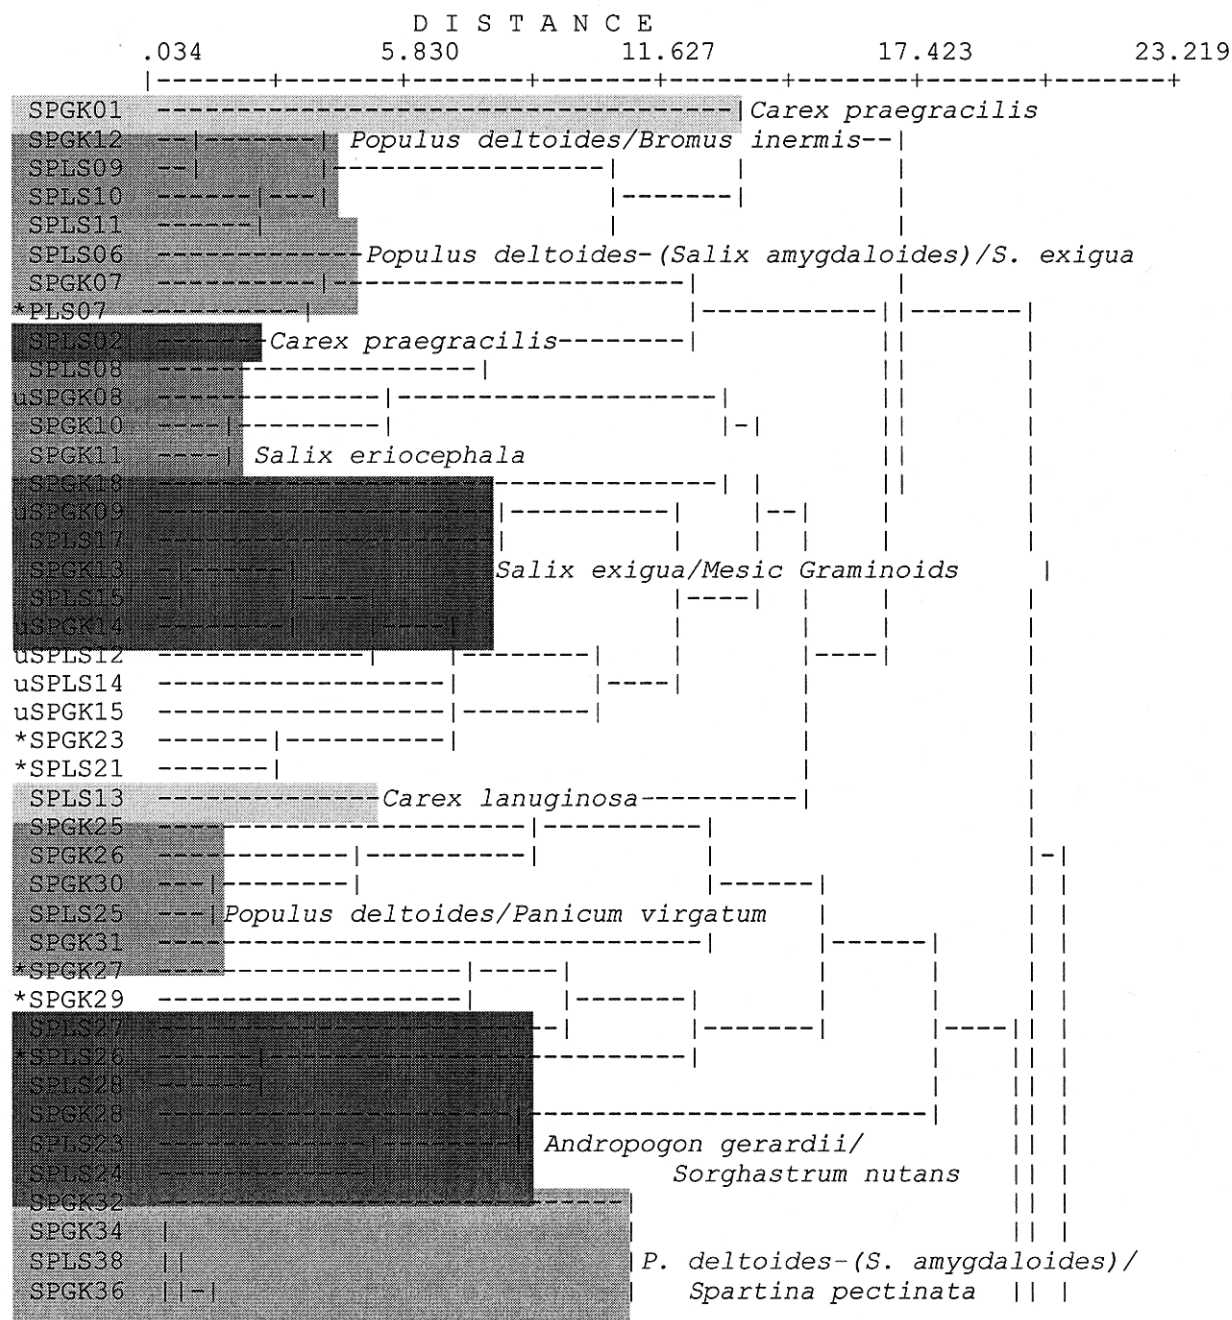 D I S T A N C E
.034 5.830 11.627 17.423 23.219
SPGK01 Carex praegracilis
SPGK12 Populus deltoides/Bromus inermis
SPLS09
SPLS10
SPLS11
SPLS06 Populus deltoides-(Salix amygdaloides)/S. exigua
SPGK07
*PLS07
SPLS02 Carex praegracilis
SPLS08
uSPGK08
SPGK10
SPGK11 Salix eriocephala
SPGK18
uSPGK09
SPLS17
SPGK13 Salix exigua/Mesic Graminoids
SPLS15
uSPGK14
uSPLS12
uSPLS14
uSPGK15
*SPGK23
*SPLS21
SPLS13 Carex lanuginosa
SPGK25
SPGK26
SPGK30
SPLS25 Populus deltoides/Panicum virgatum
SPGK31
*SPGK27
*SPGK29
SPLS27
*SPLS26
SPLS28
SPGK28
SPLS23 Andropogon gerardii/
SPLS24 Sorghastrum nutans
SPGK32
SPGK34
SPLS38 P. deltoides-(S. amygdaloides)/
SPGK36 Spartina pectinata